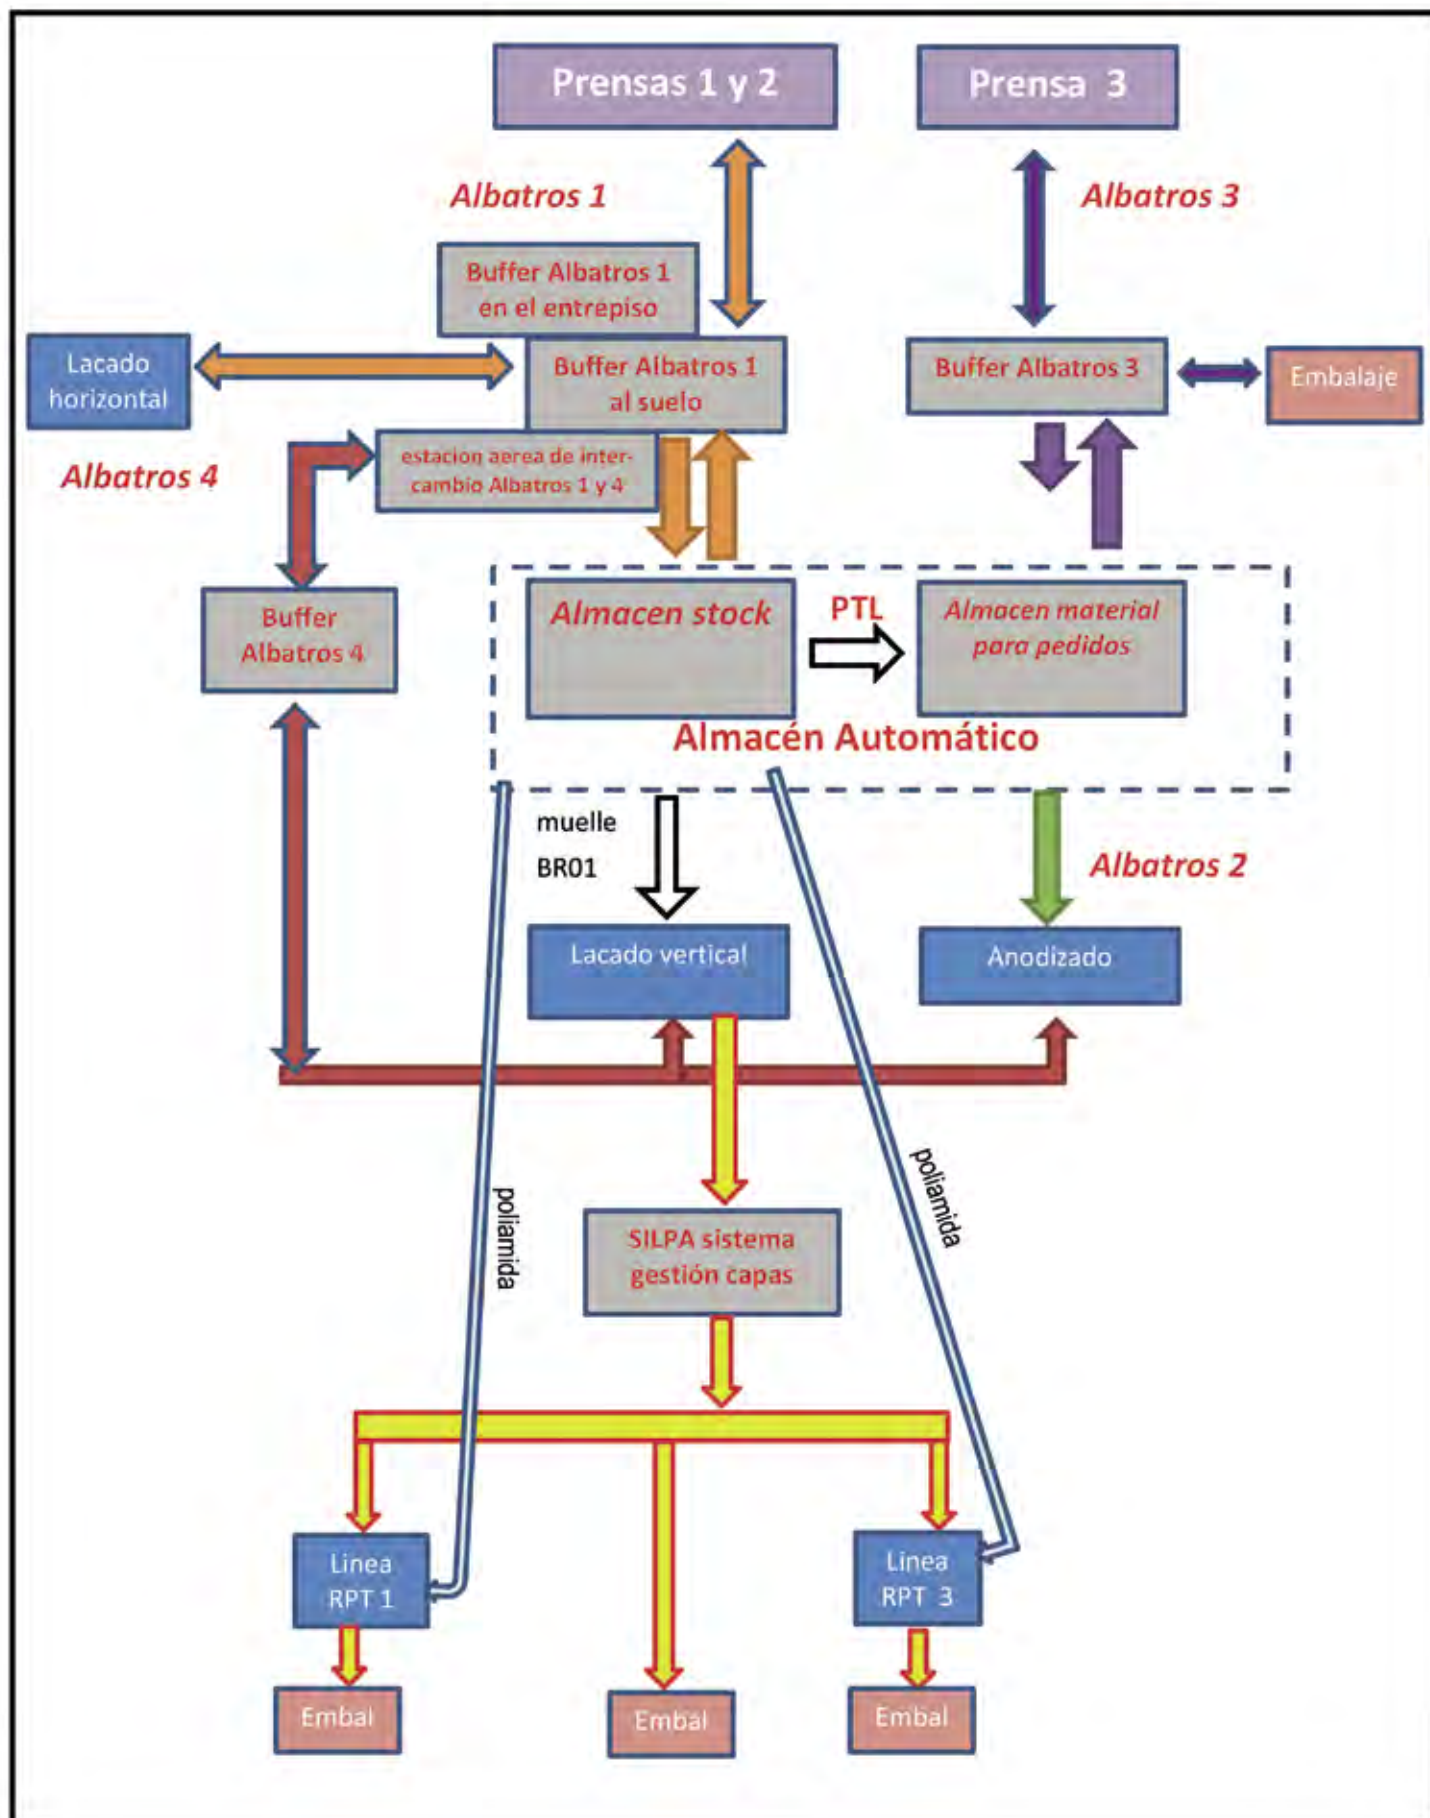 Prensas 1 y 2
Prensa 3
Albatros 1
Albatros 3
Buffer Albatros 1
en el entrepiso
Lacado
horizontal
Buffer Albatros 1
al suelo
Buffer Albatros 3
Embalaje
Albatros 4
estacion aerea de inter-
cambio Albatros 1 y 4
Buffer
Albatros 4
Almacen stock
PTL
Almacen material
para pedidos
Almacén Automático
muelle
BR01
Albatros 2
Lacado vertical
Anodizado
poliamida
poliamida
SILPA sistema
gestión capas
Linea
RPT 1
Linea
RPT 3
Embal
Embal
Embal